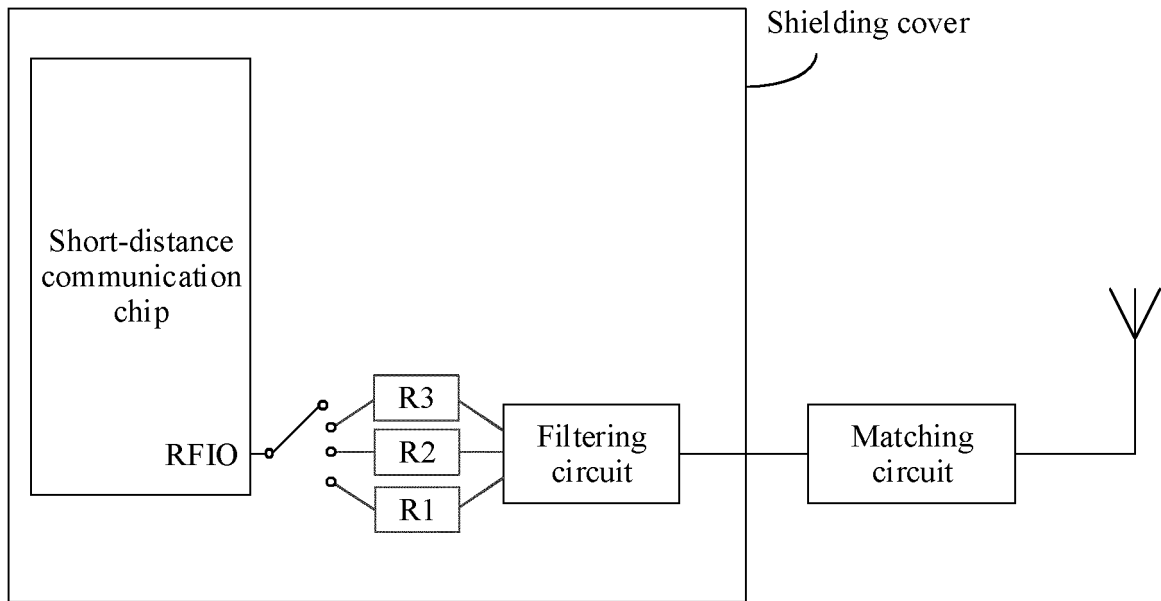 Shielding cover
Short-distance
communication
chip
RFIO
R3
R2
R1
Filtering
circuit
Matching
circuit